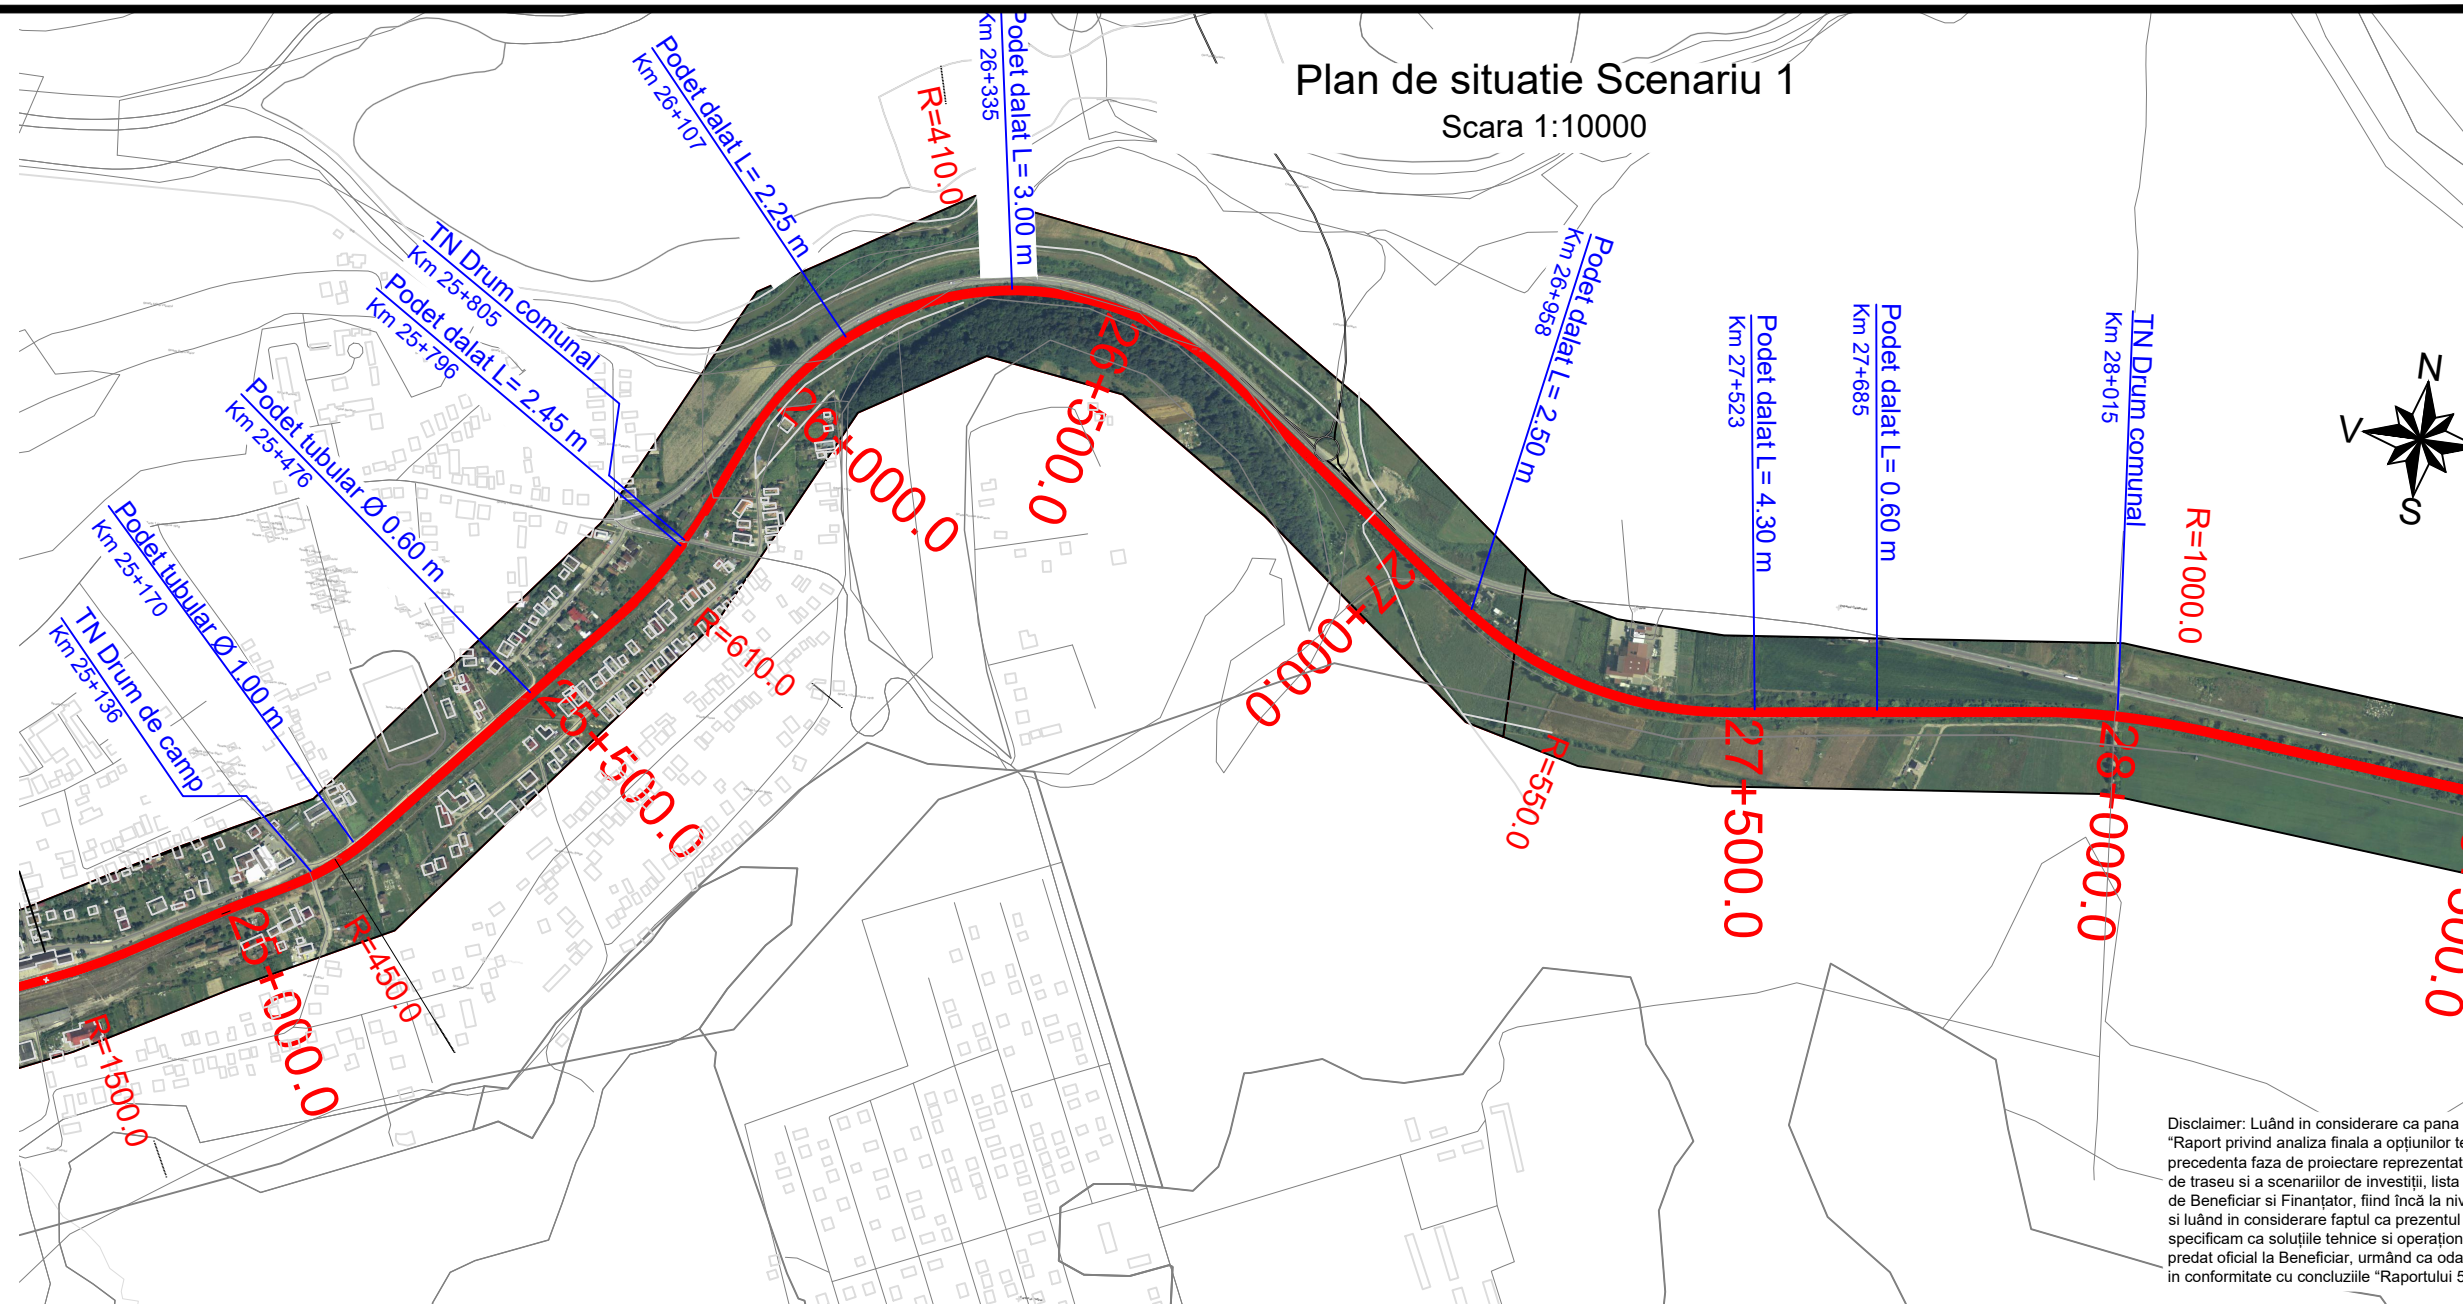 Plan de situatie Scenariu 1
Scara 1:10000
Podet dalat L= 3.00 m
Km 26+335
R=410.0
Podet dalat L= 2.25 m
Km 26+107
TN Drum comunal
Km 25+805
Podet dalat L= 2.45 m
Km 25+796
Podet tubular Ø 0.60 m
Km 25+476
Podet tubular Ø 1.00 m
Km 25+170
TN Drum de camp
Km 25+136
Podet dalat L= 2.50 m
Km 26+958
Podet dalat L= 4.30 m
Km 27+523
Podet dalat L= 0.60 m
Km 27+685
TN Drum comunal
Km 28+015
N
V
S
R=1000.0
26+500.0
26+000.0
27+000.0
R=610.0
25+500.0
R=550.0
27+500.0
28+000.0
25+000.0
R=450.0
R=1500.0
Disclaimer: Luând in considerare ca pana
“Raport privind analiza finala a opțiunilor
precedenta faza de proiectare
de traseu si a scenariilor de investiții, lista
de Beneficiar si Finanțator, fiind încă la
si luând in considerare faptul ca prezentul
specificam ca soluțiile tehnice si
predat oficial la Beneficiar, urmând ca
in conformitate cu concluziile “Raportului 5